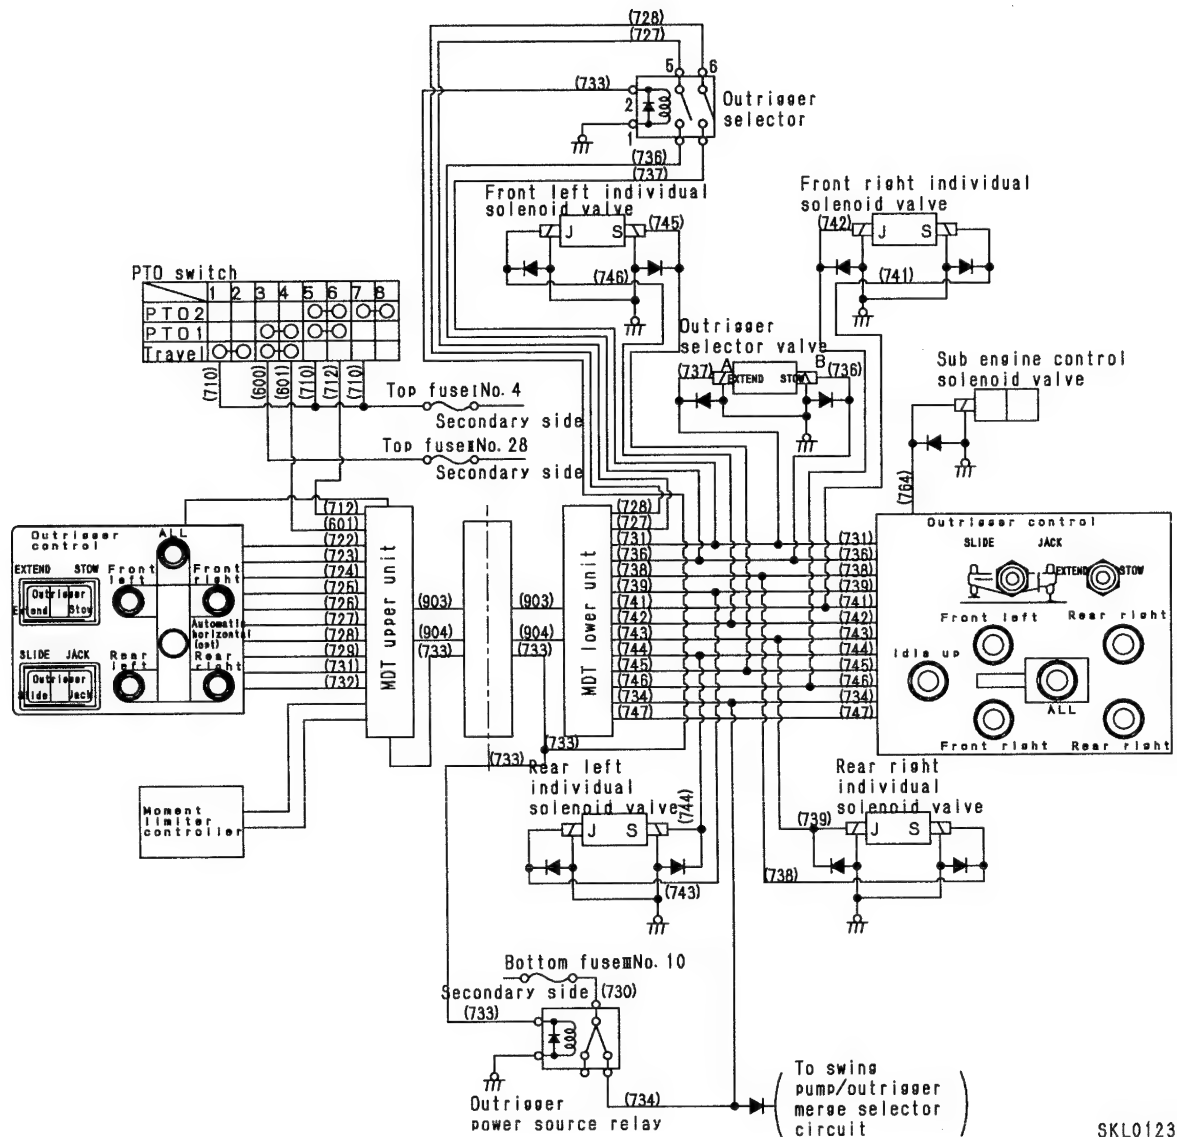 (728)
(727)
5 6
(733)
2
1
Outrigger
selector
(736)
(737)
Front left individual
solenoid valve
J S
(745)
(746)
Front right individual
solenoid valve
(742)
J S
(741)
PTO switch
1 2 3 4 5 6 7 8
PTO2
PTO1
Travel
(710) (600) (601) (710) (712) (710)
Top fuse I No. 4
Secondary side
Top fuse II No. 28
Secondary side
Outrigger
selector valve
(737) A B (736)
EXTEND STOW
Sub engine control
solenoid valve
(764)
Outrigger
control
ALL
EXTEND STOW
Outrigger
Extend Stow
Front
left
Front
right
Automatic
horizontal
(opt)
SLIDE JACK
Outrigger
Slide Jack
Rear
left
Rear
right
(712)
(601)
(722)
(723)
(724)
(725)
(726)
(727)
(728)
(729)
(731)
(732)
MDT upper unit
(903)
(904)
(733)
(903)
(904)
(733)
MDT lower unit
(728)
(727)
(731)
(736)
(738)
(739)
(741)
(742)
(743)
(744)
(745)
(746)
(734)
(747)
(731)
(736)
(738)
(739)
(741)
(742)
(743)
(744)
(745)
(746)
(734)
(747)
Outrigger control
SLIDE JACK
EXTEND STOW
Front left Rear right
Idle up
ALL
Front right Rear right
(733)
(733)
Moment
limiter
controller
Rear left
individual
solenoid valve
(744)
J S
(743)
Rear right
individual
solenoid valve
(739)
J S
(738)
Bottom fuse III No. 10
Secondary side
(730)
(733)
Outrigger
power source relay
(734)
To swing
pump/outrigger
merge selector
circuit
SKL0123